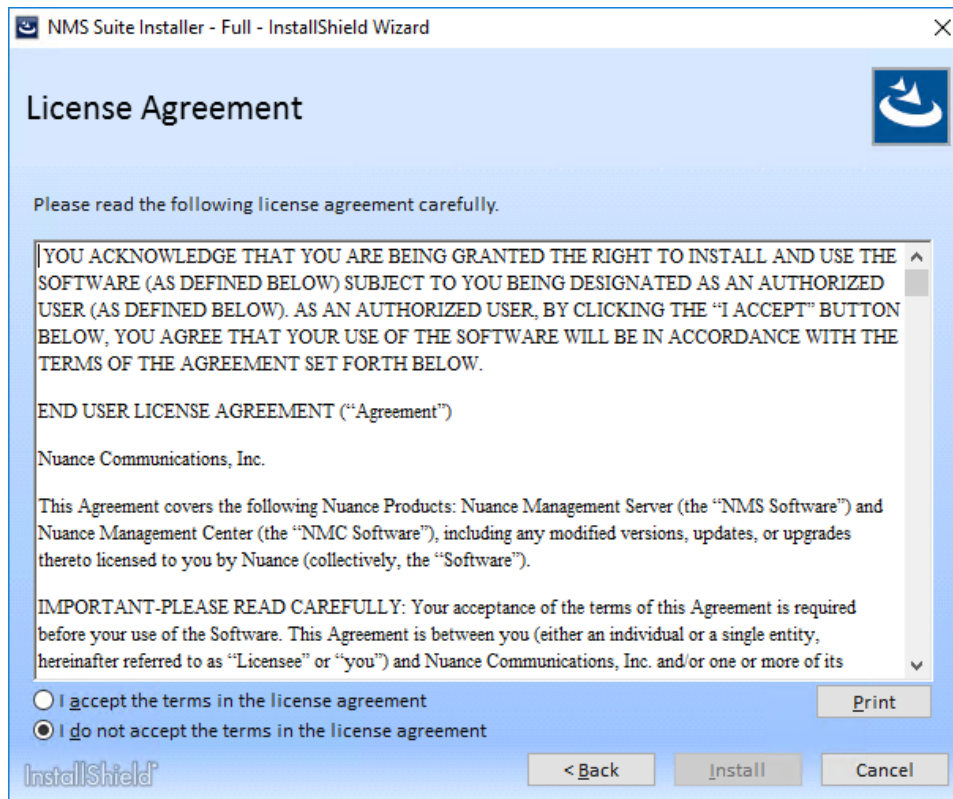 NMS Suite Installer - Full - InstallShield Wizard
License Agreement
Please read the following license agreement carefully.
YOU ACKNOWLEDGE THAT YOU ARE BEING GRANTED THE RIGHT TO INSTALL AND USE THE
SOFTWARE (AS DEFINED BELOW) SUBJECT TO YOU BEING DESIGNATED AS AN AUTHORIZED
USER (AS DEFINED BELOW). AS AN AUTHORIZED USER, BY CLICKING THE “I ACCEPT” BUTTON
BELOW, YOU AGREE THAT YOUR USE OF THE SOFTWARE WILL BE IN ACCORDANCE WITH THE
TERMS OF THE AGREEMENT SET FORTH BELOW.
END USER LICENSE AGREEMENT (“Agreement”)
Nuance Communications, Inc.
This Agreement covers the following Nuance Products: Nuance Management Server (the “NMS Software”) and
Nuance Management Center (the “NMC Software”), including any modified versions, updates, or upgrades
thereto licensed to you by Nuance (collectively, the “Software”).
IMPORTANT-PLEASE READ CAREFULLY: Your acceptance of the terms of this Agreement is required
before your use of the Software. This Agreement is between you (either an individual or a single entity,
hereinafter referred to as “Licensee” or “you”) and Nuance Communications, Inc. and/or one or more of its
I accept the terms in the license agreement
Print
I do not accept the terms in the license agreement
InstallShield
< Back
Install
Cancel